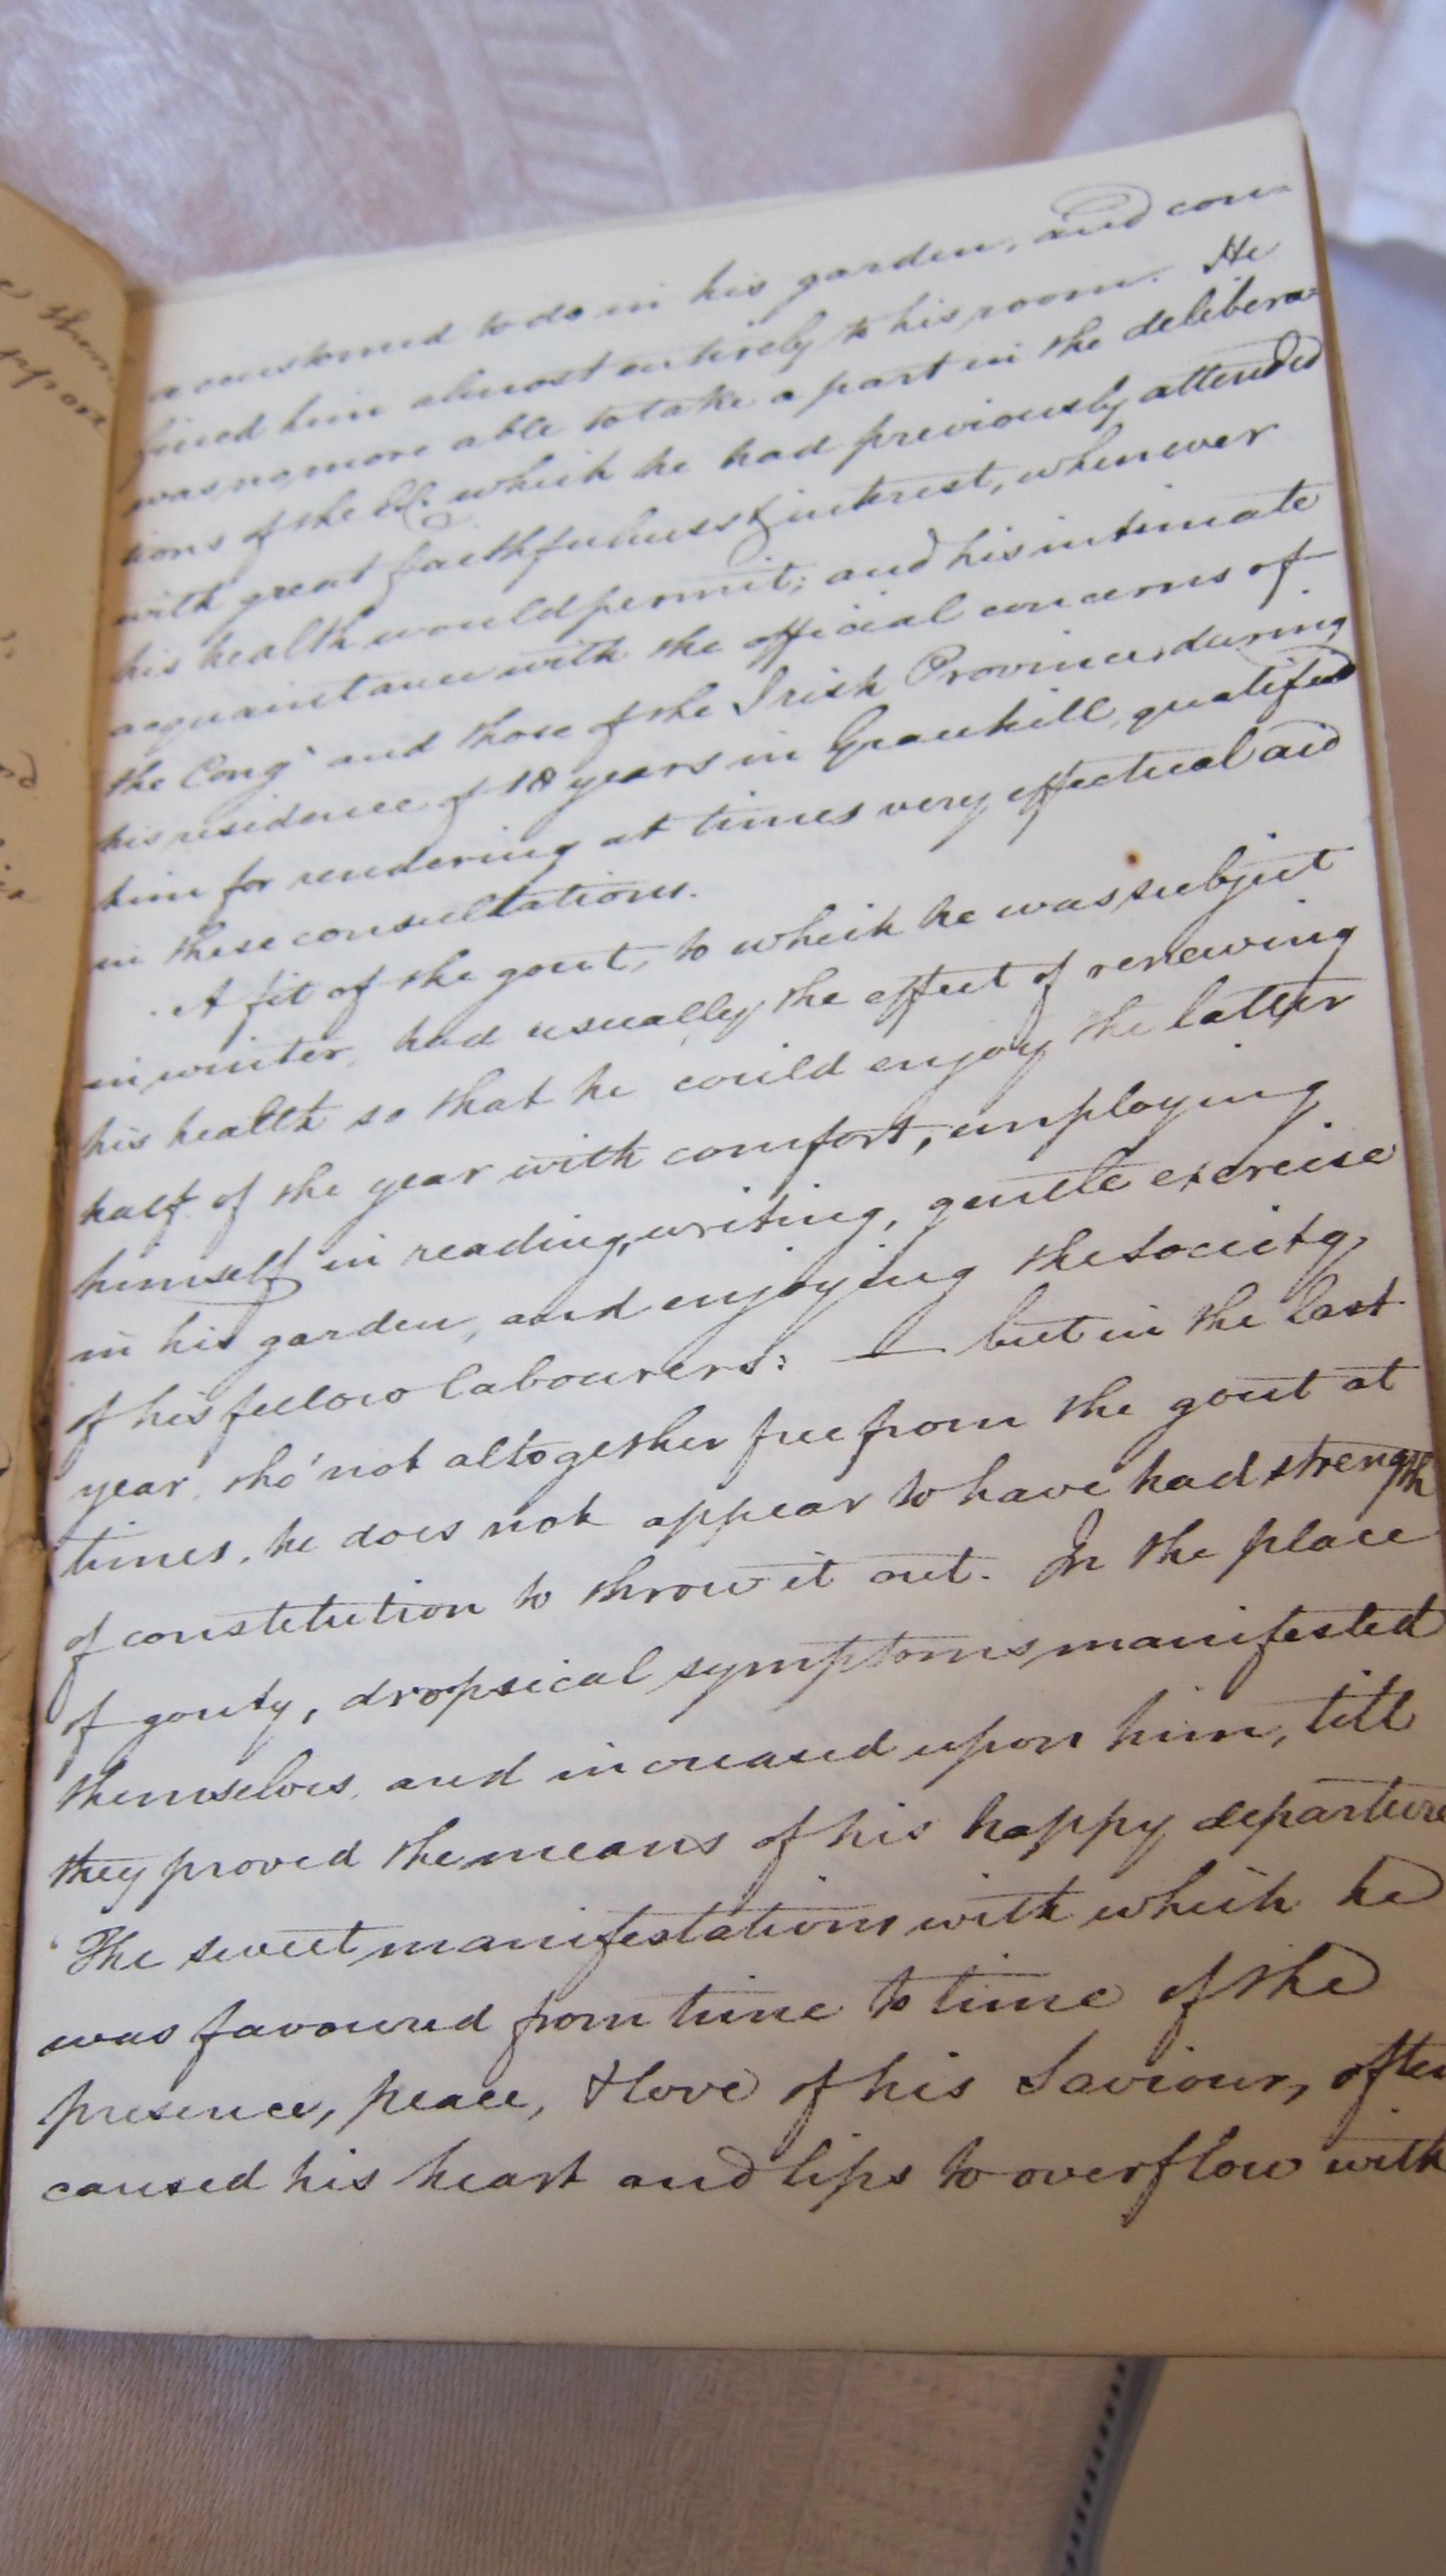 them
pport
accustomed to do in his garden, and con=
fined him almost entirely to his room. He
was no more able to take a part in the delibera=
tions of the which he had previously attended
with great faithfulness & interest, whenever
his health would permit; and his intimate
acquaintance with the official concerns of
the Congn and those of the Irish Province, during
his residence of 18 years in Gracehill, qualified
him for rendering at times very effectual aid
in these consultations.
A fit of the gout, to which he was subject
in winter, had usually the effect of renewing
his health so that he could enjoy the latter
half of the year with comfort, employing
himself in reading, writing, gentle exercise
in his garden, and enjoying the society
of his fellow labourers: — but in the last
year, tho' not altogether free from the gout at
times, he does not appear to have had strength
of constitution to throw it out. In the place
of gouty, dropsical symptoms manifested
themselves, and increased upon him, till
they proved the means of his happy departure
The sweet manifestations with which he
was favoured from time to time of the
presence, peace, & love of his Saviour, often
caused his heart and lips to overflow with